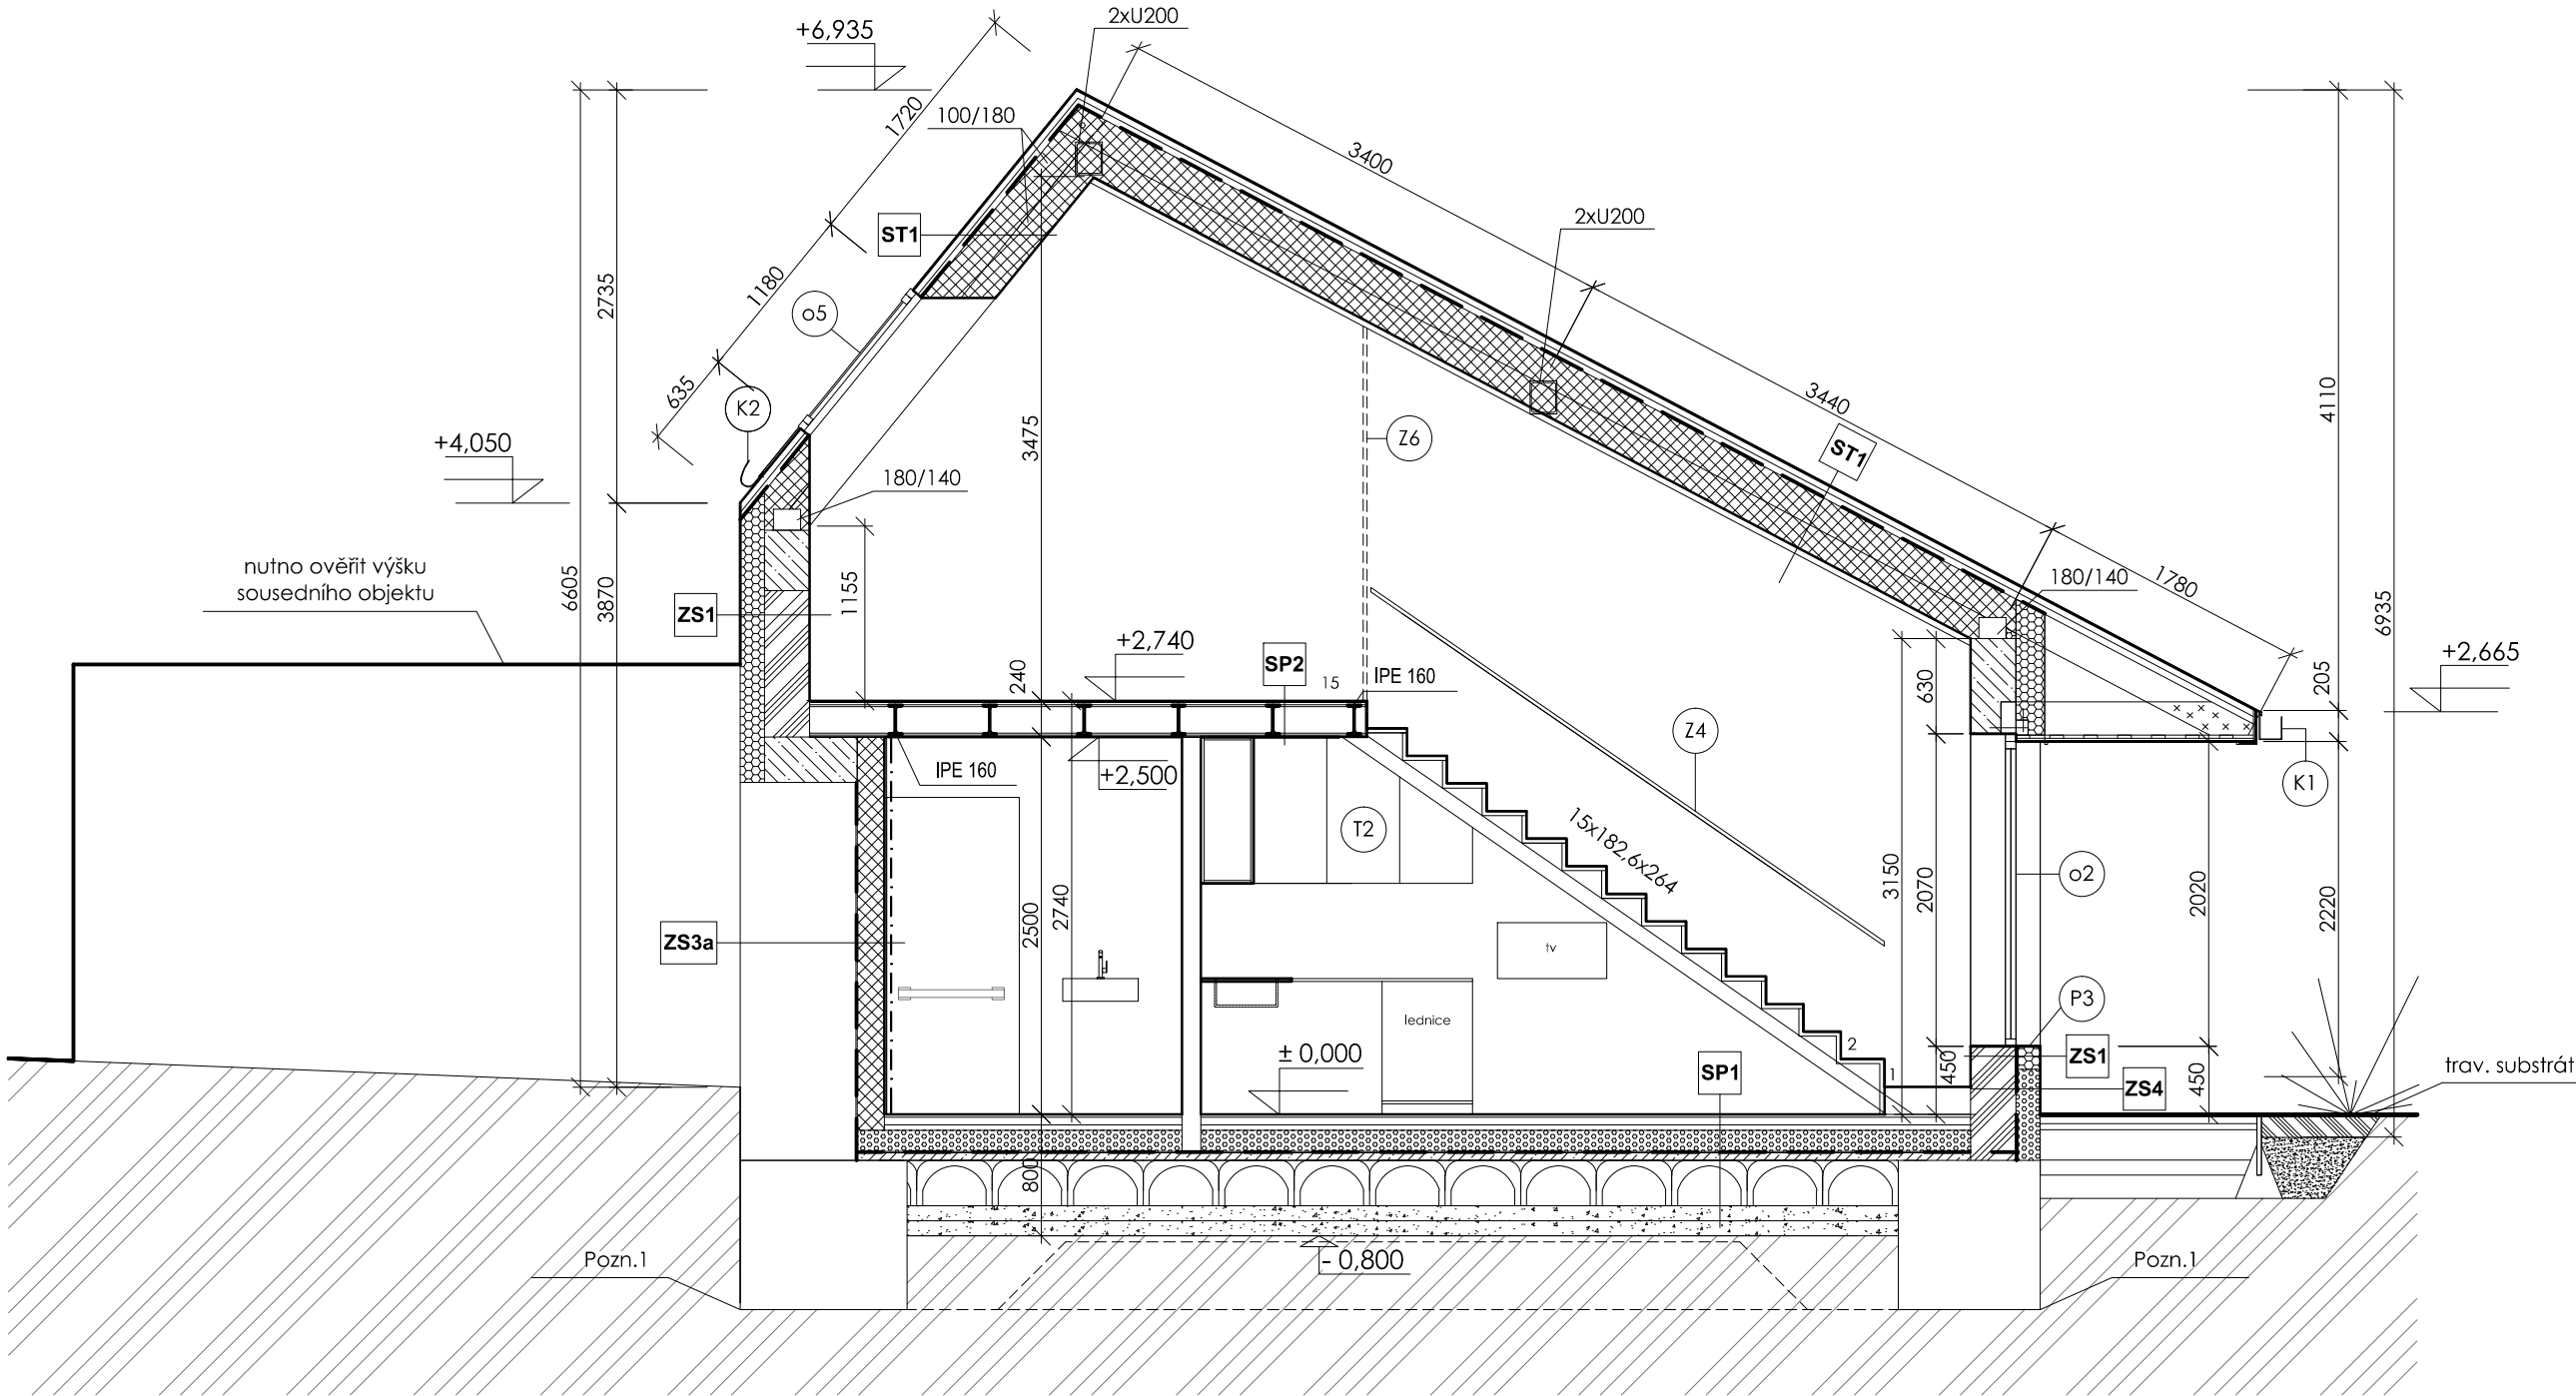 2xU200
+6,935
1720
100/180
3400
2xU200
ST1
1180
o5
2735
635
K2
3475
Z6
3440
ST1
4110
+4,050
180/140
nutno ověřit výšku
sousedního objektu
6605
3870
ZS1
1155
180/140
1780
6935
+2,740
SP2
240
15
IPE 160
630
+2,665
205
Z4
IPE 160
+2,500
K1
T2
15x182,6x264
3150
2070
o2
2020
2220
2500
2740
ZS3a
tv
P3
lednice
± 0,000
2
1
SP1
450
ZS1
ZS4
450
trav. substrát
800
Pozn.1
- 0,800
Pozn.1